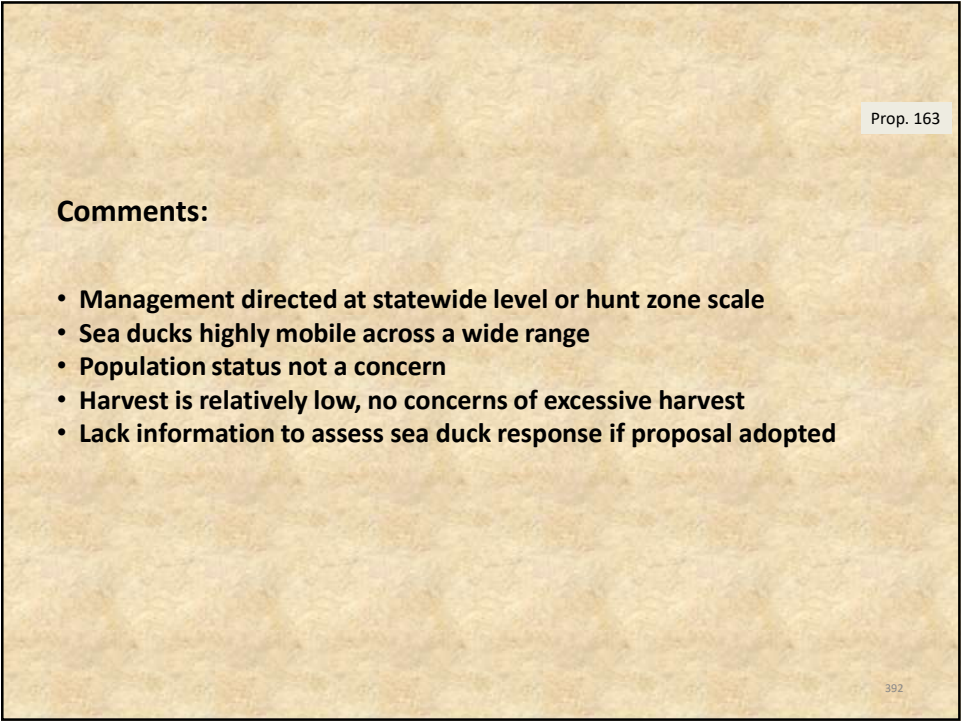 Prop. 163
Comments:
• Management directed at statewide level or hunt zone scale
• Sea ducks highly mobile across a wide range
• Population status not a concern
• Harvest is relatively low, no concerns of excessive harvest
• Lack information to assess sea duck response if proposal adopted
392